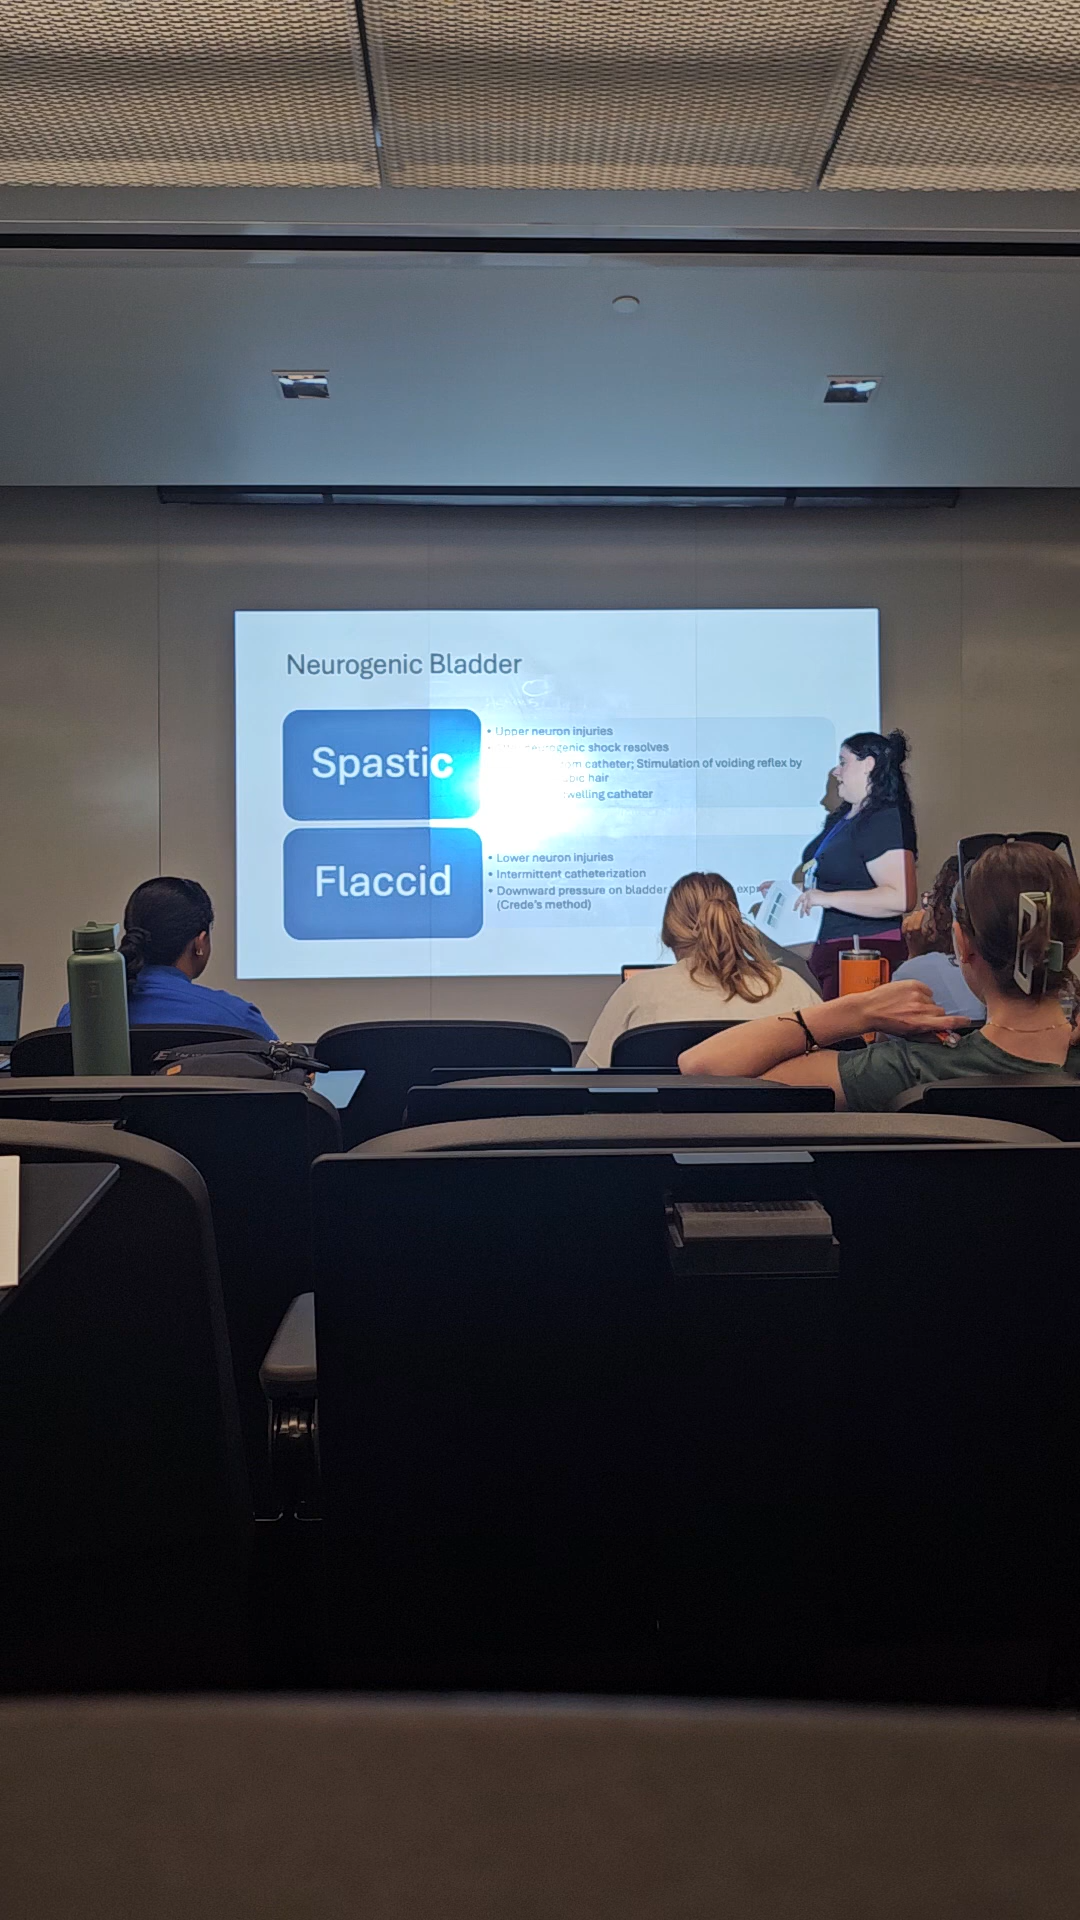 Neurogenic Bladder
Spastic
• Upper neuron injuries
neurogenic shock resolves
catheter; Stimulation of voiding reflex by
hair
catheter
Flaccid
• Lower neuron injuries
• Intermittent catheterization
• Downward pressure on bladder
(Crede's method)